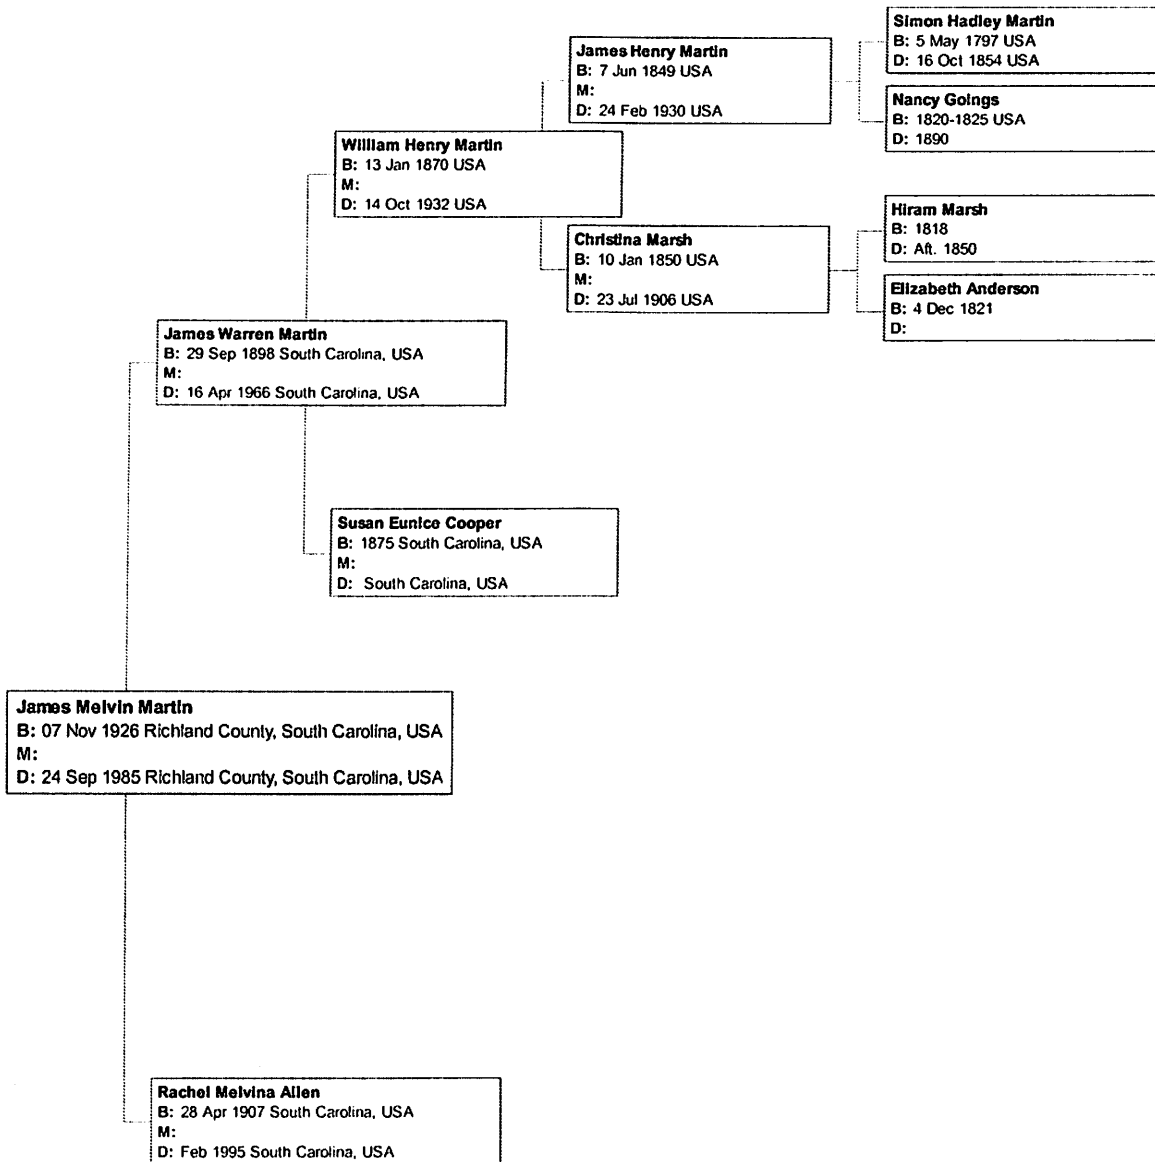 Simon Hadley Martin
B: 5 May 1797 USA
D: 16 Oct 1854 USA
James Henry Martin
B: 7 Jun 1849 USA
M:
D: 24 Feb 1930 USA
Nancy Goings
B: 1820-1825 USA
D: 1890
William Henry Martin
B: 13 Jan 1870 USA
M:
D: 14 Oct 1932 USA
Hiram Marsh
B: 1818
D: Aft. 1850
Christina Marsh
B: 10 Jan 1850 USA
M:
D: 23 Jul 1906 USA
Elizabeth Anderson
B: 4 Dec 1821
D:
James Warren Martin
B: 29 Sep 1898 South Carolina, USA
M:
D: 16 Apr 1966 South Carolina, USA
Susan Eunice Cooper
B: 1875 South Carolina, USA
M:
D: South Carolina, USA
James Melvin Martin
B: 07 Nov 1926 Richland County, South Carolina, USA
M:
D: 24 Sep 1985 Richland County, South Carolina, USA
Rachel Melvina Allen
B: 28 Apr 1907 South Carolina, USA
M:
D: Feb 1995 South Carolina, USA